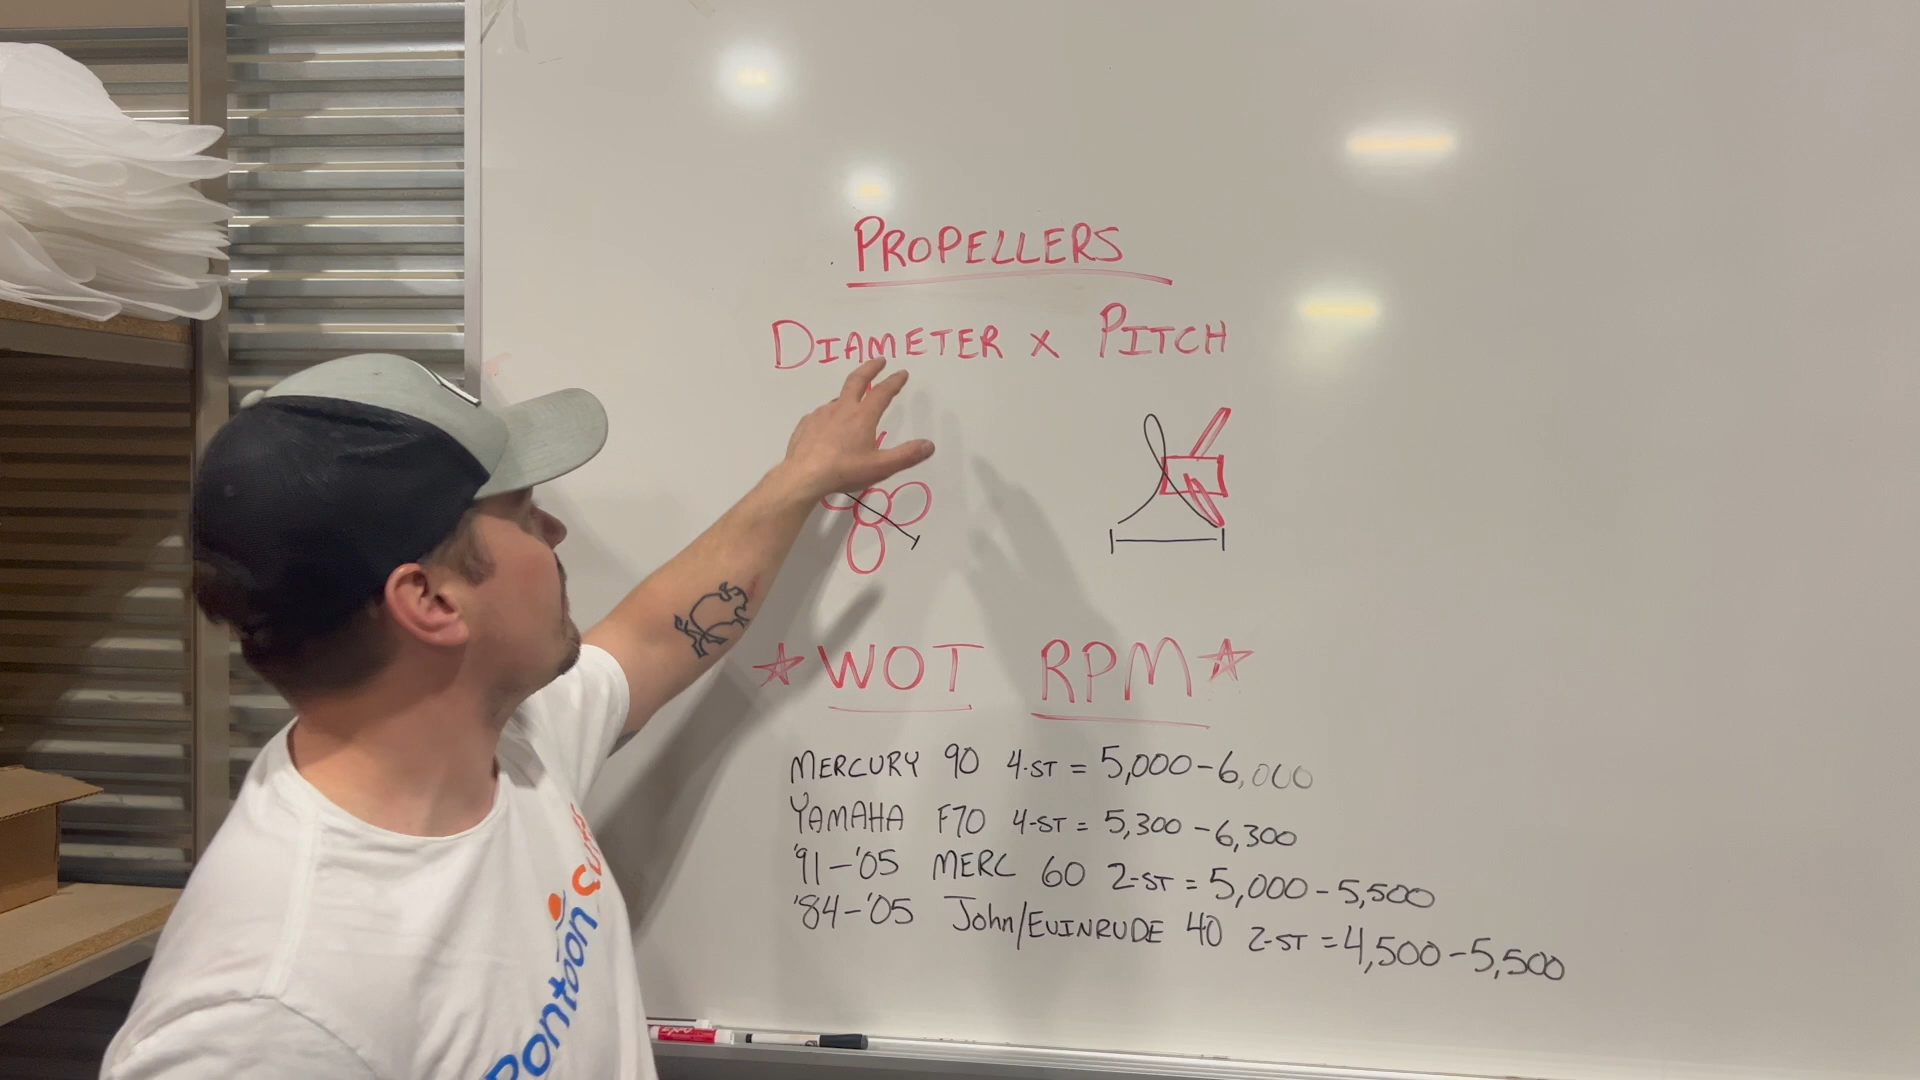 PROPELLERS
DIAMETER x PITCH
WOT RPM
MERCURY 90 4-ST = 5,000-6,000
YAMAHA F70 4-ST = 5,300-6,300
'91-'05 MERC 60 2-ST = 5,000-5,500
'84-'05 John/EVINRUDE 40 2-ST = 4,500-5,500
Pontoon